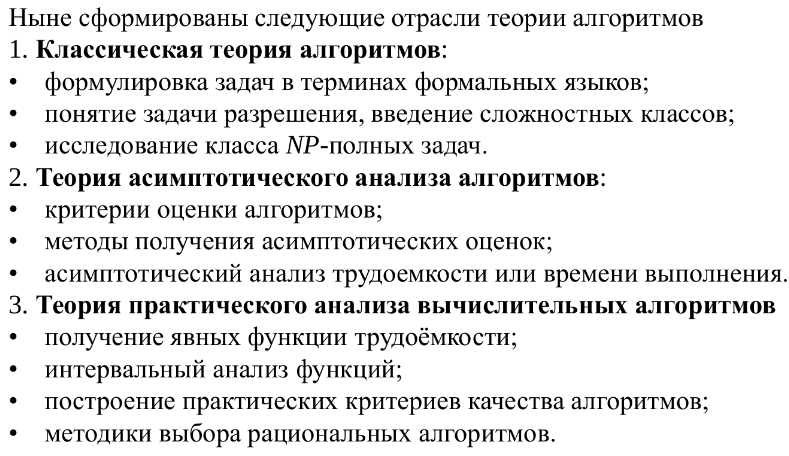 Ныне сформированы следующие отрасли теории алгоритмов
1. Классическая теория алгоритмов:
• формулировка задач в терминах формальных языков;
• понятие задачи разрешения, введение сложностных классов;
• исследование класса NP-полных задач.
2. Теория асимптотического анализа алгоритмов:
• критерии оценки алгоритмов;
• методы получения асимптотических оценок;
• асимптотический анализ трудоемкости или времени выполнения.
3. Теория практического анализа вычислительных алгоритмов
• получение явных функции трудоёмкости;
• интервальный анализ функций;
• построение практических критериев качества алгоритмов;
• методики выбора рациональных алгоритмов.